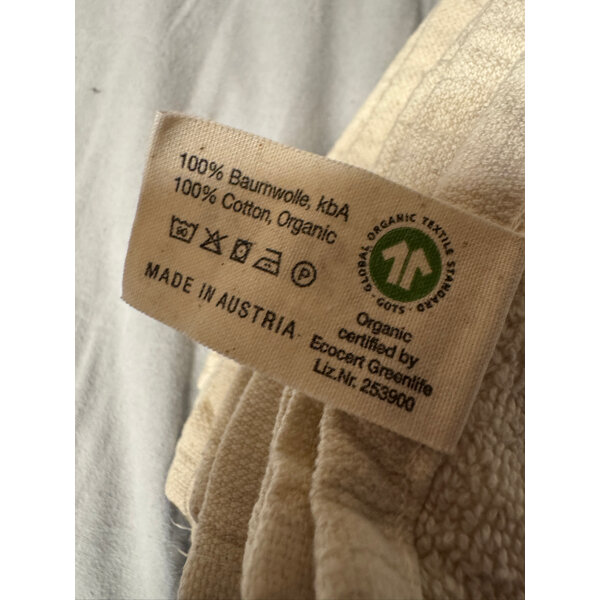 100% Baumwolle, kbA
100% Cotton, Organic
60
P
MADE IN AUSTRIA
GLOBAL ORGANIC TEXTILE STANDARD
· GOTS ·
Organic
certified by
Ecocert Greenlife
Liz.Nr. 253900